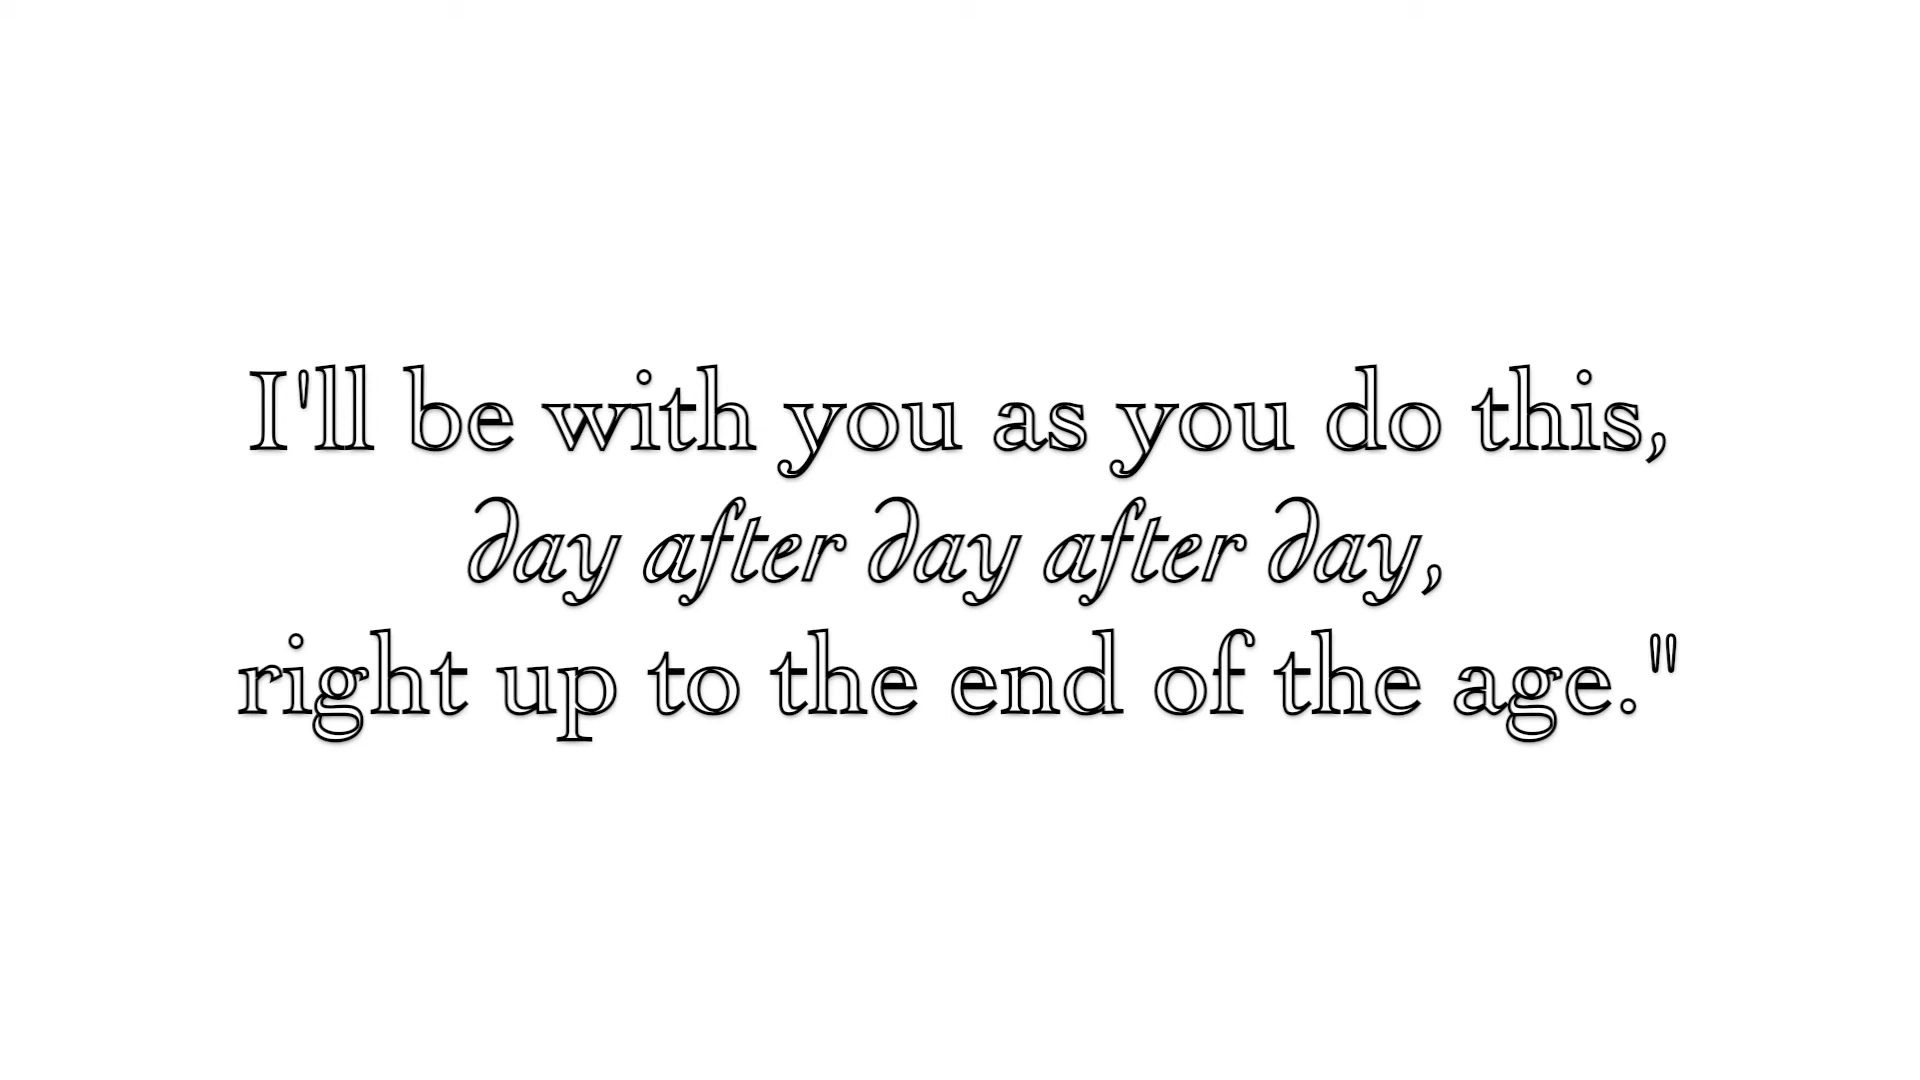 I'll be with you as you do this,
day after day after day,
right up to the end of the age."